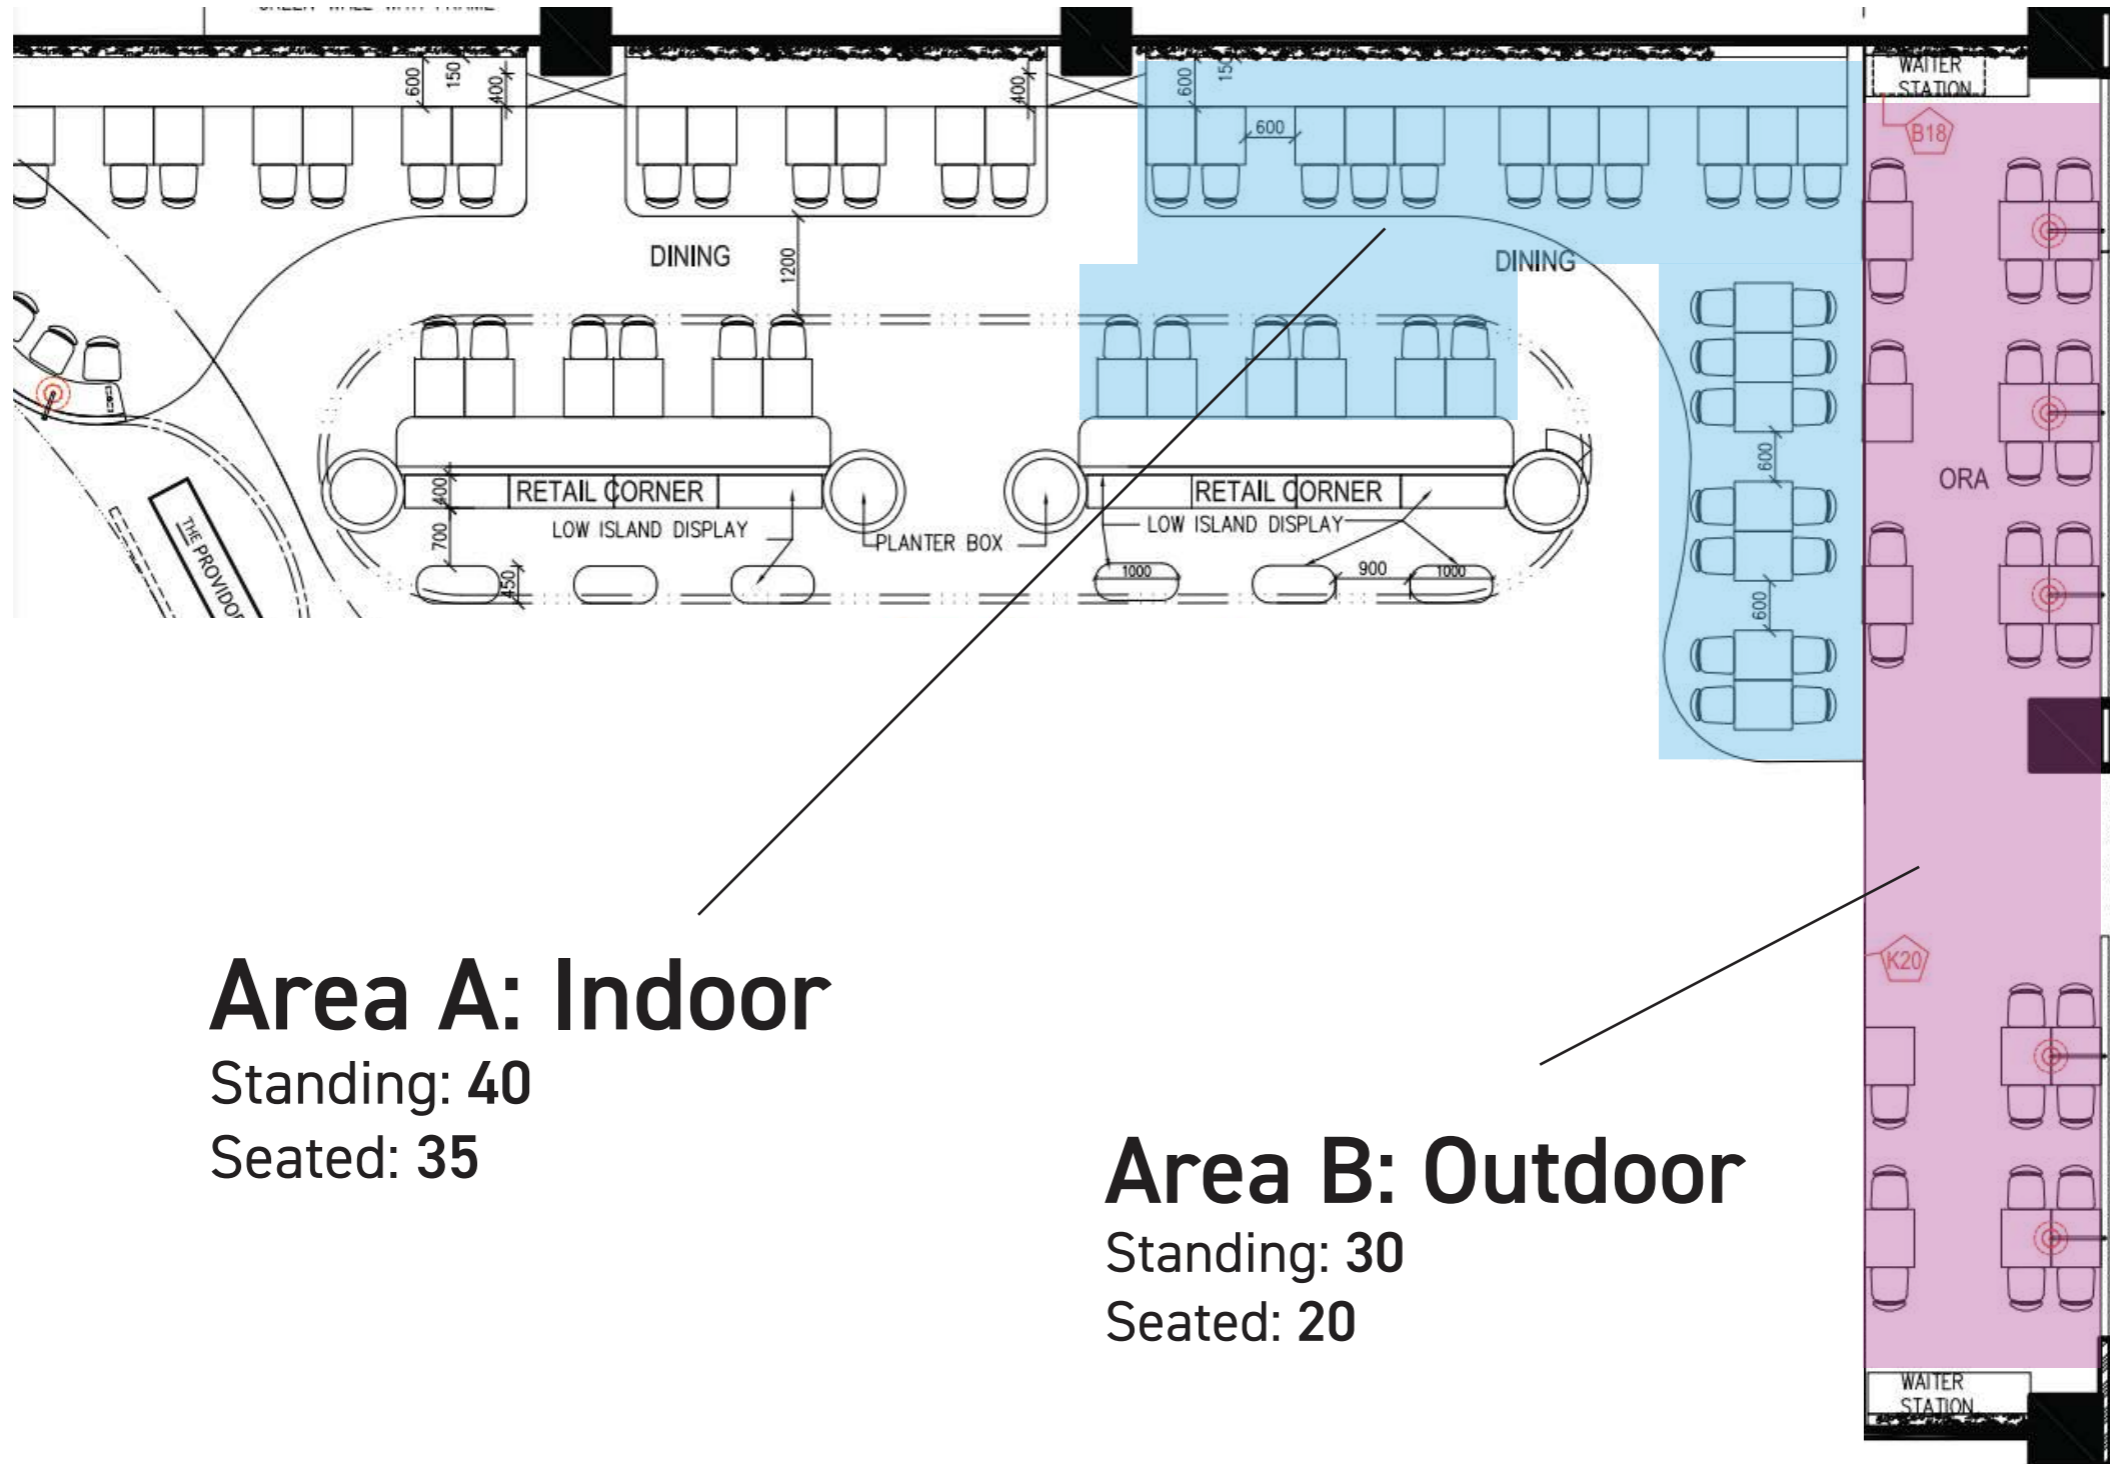 600
150
400
400
600
150
WAITER
STATION
B18
600
DINING
1200
DINING
600
ORA
400
RETAIL CORNER
RETAIL CORNER
LOW ISLAND DISPLAY
LOW ISLAND DISPLAY
700
PLANTER BOX
THE PROVIDO
450
1000
900
1000
600
Area A: Indoor
Standing: 40
Seated: 35
K20
Area B: Outdoor
Standing: 30
Seated: 20
WAITER
STATION